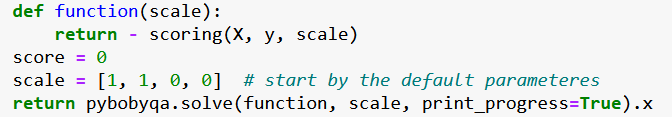 def function(scale):
    return - scoring(X, y, scale)
score = 0
scale = [1, 1, 0, 0]  # start by the default parameteres
return pybobyqa.solve(function, scale, print_progress=True).x